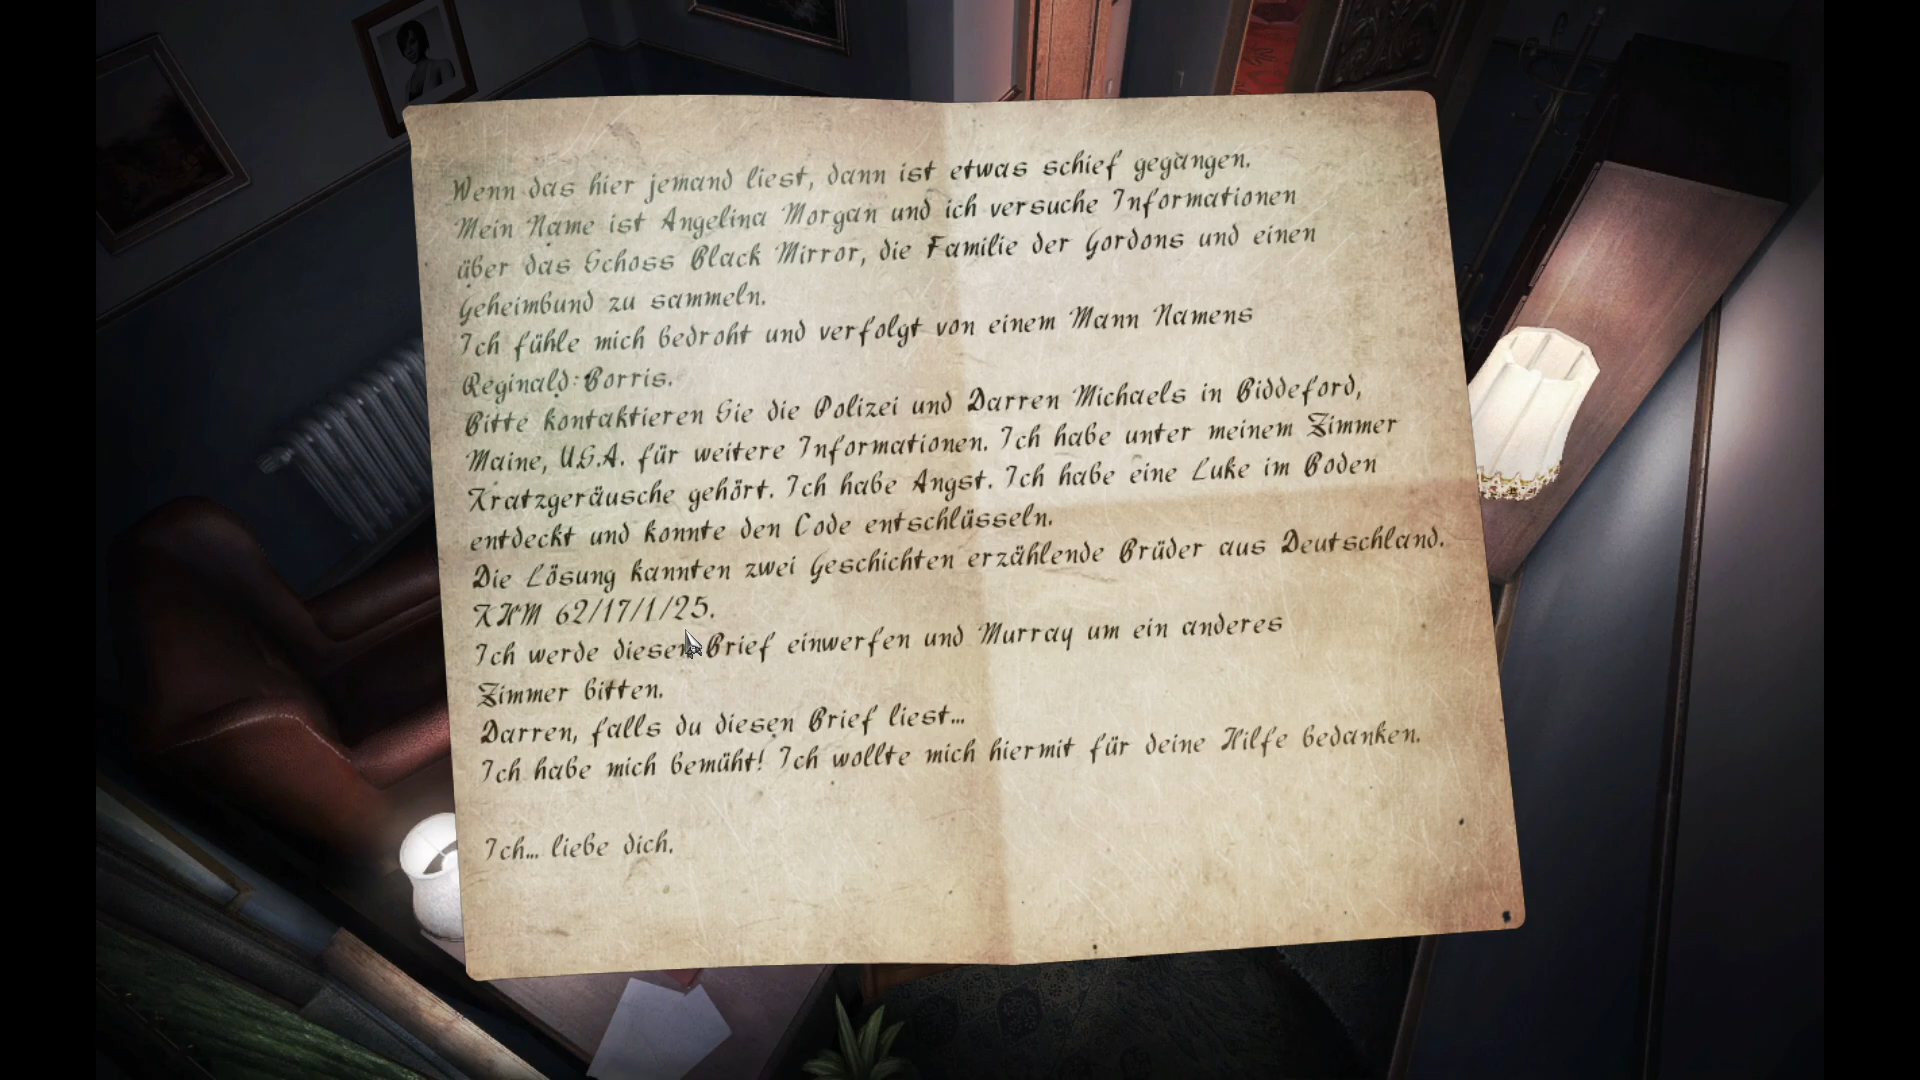 Wenn das hier jemand liest, dann ist etwas schief gegangen.
Mein Name ist Angelina Morgan und ich versuche Informationen
über das Schoss Black Mirror, die Familie der Gordons und einen
Geheimbund zu sammeln.
Ich fühle mich bedroht und verfolgt von einem Mann Namens
Reginald Borris.
Bitte kontaktieren Sie die Polizei und Darren Michaels in Biddeford,
Maine, U.S.A. für weitere Informationen. Ich habe unter meinem Zimmer
Kratzgeräusche gehört. Ich habe Angst. Ich habe eine Luke im Boden
entdeckt und konnte den Code entschlüsseln.
Die Lösung kannten zwei Geschichten erzählende Brüder aus Deutschland.
KHM 62/17/1/25.
Ich werde diesen Brief einwerfen und Murray um ein anderes
Zimmer bitten.
Darren, falls du diesen Brief liest...
Ich habe mich bemüht! Ich wollte mich hiermit für deine Hilfe bedanken.
Ich... liebe dich.